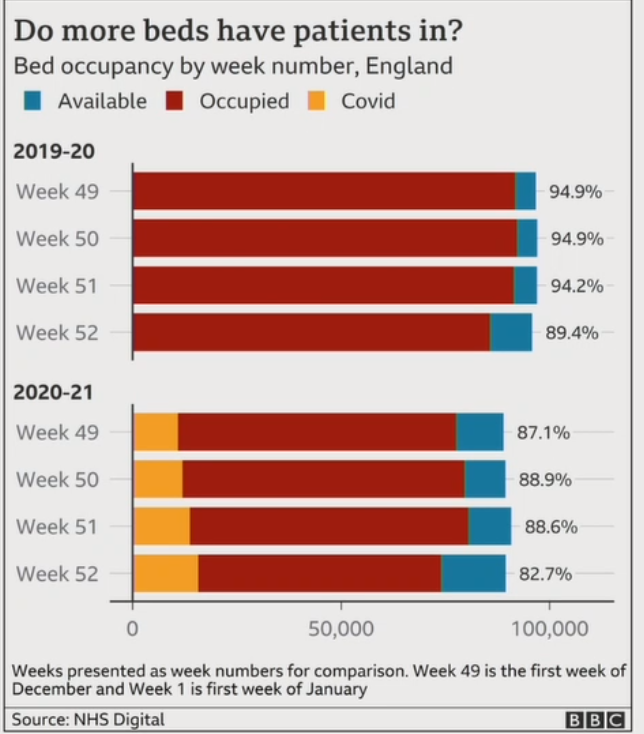 Do more beds have patients in?
Bed occupancy by week number, England
Available Occupied Covid
2019-20
Week 49 94.9%
Week 50 94.9%
Week 51 94.2%
Week 52 89.4%
2020-21
Week 49 87.1%
Week 50 88.9%
Week 51 88.6%
Week 52 82.7%
0 50,000 100,000
Weeks presented as week numbers for comparison. Week 49 is the first week of
December and Week 1 is first week of January
Source: NHS Digital BBC